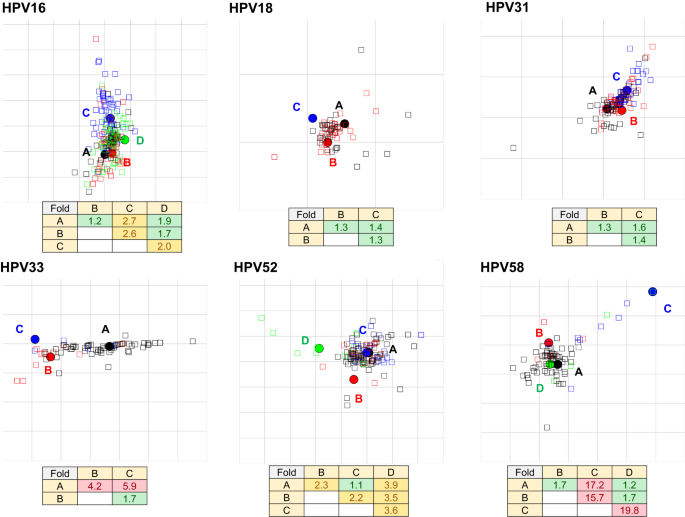 HPV16 HPV18 HPV31
C D A B
C A B
A C B
Fold B C D
A 1.2 2.7 1.9
B 2.6 1.7
C 2.0
Fold B C
A 1.3 1.4
B 1.3
Fold B C
A 1.3 1.6
B 1.4
HPV33 HPV52 HPV58
C A B
C D A B
C B A D
Fold B C
A 4.2 5.9
B 1.7
Fold B C D
A 2.3 1.1 3.9
B 2.2 3.5
C 3.6
Fold B C D
A 1.7 17.2 1.2
B 15.7 1.7
C 19.8